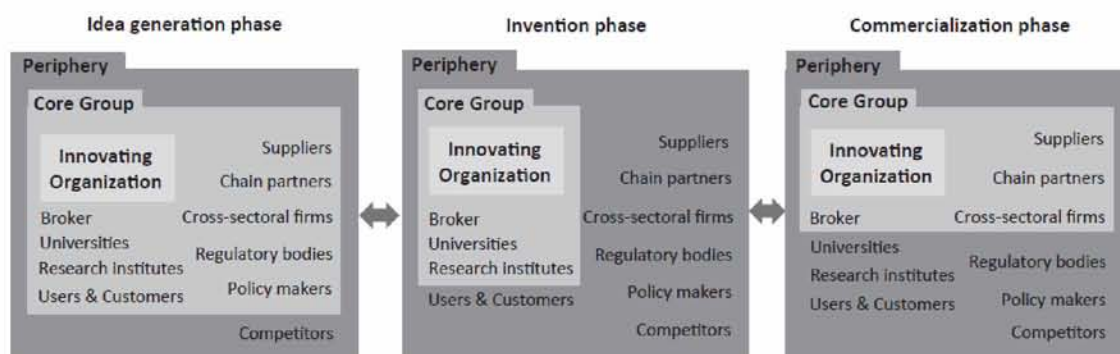 Idea generation phase
Periphery
Core Group
Innovating
Organization
Suppliers
Chain partners
Broker
Cross-sectoral firms
Universities
Regulatory bodies
Research institutes
Users & Customers
Policy makers
Competitors
Invention phase
Periphery
Core Group
Innovating
Organization
Suppliers
Chain partners
Broker
Cross-sectoral firms
Universities
Regulatory bodies
Research institutes
Users & Customers
Policy makers
Competitors
Commercialization phase
Periphery
Core Group
Innovating
Organization
Suppliers
Chain partners
Broker
Cross-sectoral firms
Universities
Regulatory bodies
Research institutes
Users & Customers
Policy makers
Competitors